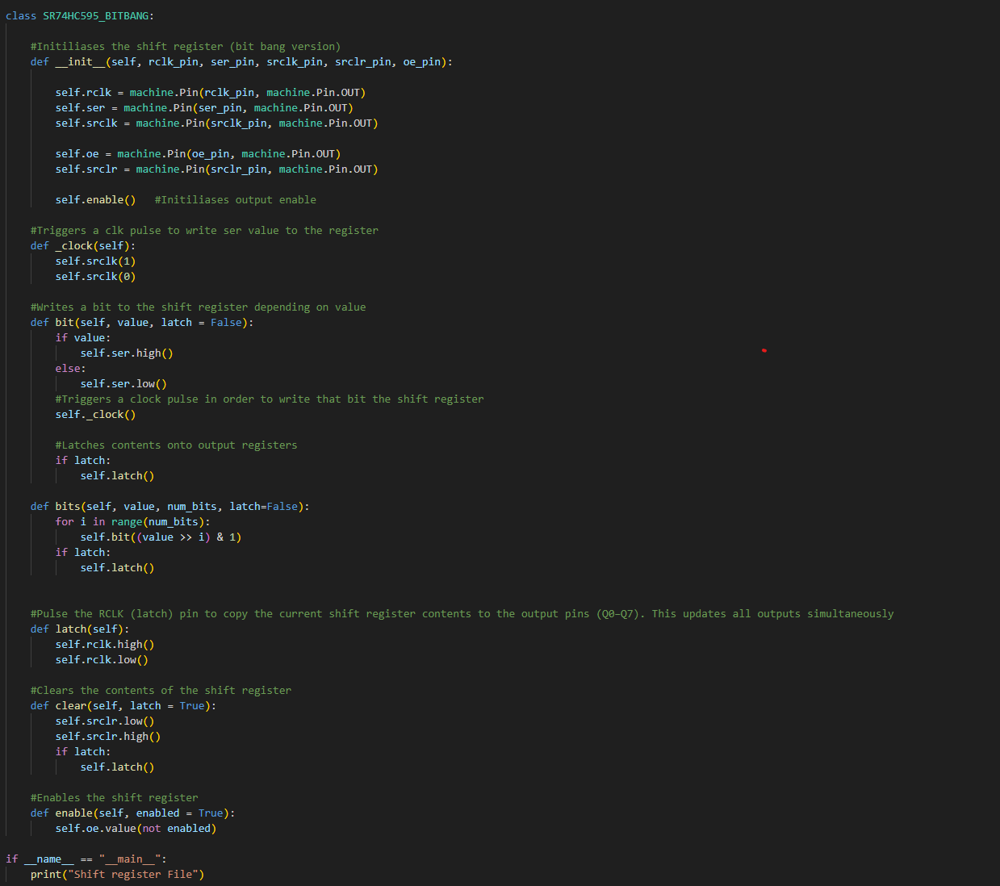 class SR74HC595_BITBANG:
#Initiliases the shift register (bit bang version)
def __init__(self, rclk_pin, ser_pin, srclk_pin, srclr_pin, oe_pin):
self.rclk = machine.Pin(rclk_pin, machine.Pin.OUT)
self.ser = machine.Pin(ser_pin, machine.Pin.OUT)
self.srclk = machine.Pin(srclk_pin, machine.Pin.OUT)
self.oe = machine.Pin(oe_pin, machine.Pin.OUT)
self.srclr = machine.Pin(srclr_pin, machine.Pin.OUT)
self.enable()   #Initiliases output enable
#Triggers a clk pulse to write ser value to the register
def _clock(self):
self.srclk(1)
self.srclk(0)
#Writes a bit to the shift register depending on value
def bit(self, value, latch = False):
if value:
self.ser.high()
else:
self.ser.low()
#Triggers a clock pulse in order to write that bit the shift register
self._clock()
#Latches contents onto output registers
if latch:
self.latch()
def bits(self, value, num_bits, latch=False):
for i in range(num_bits):
self.bit((value >> i) & 1)
if latch:
self.latch()
#Pulse the RCLK (latch) pin to copy the current shift register contents to the output pins (Q0–Q7). This updates all outputs simultaneously
def latch(self):
self.rclk.high()
self.rclk.low()
#Clears the contents of the shift register
def clear(self, latch = True):
self.srclr.low()
self.srclr.high()
if latch:
self.latch()
#Enables the shift register
def enable(self, enabled = True):
self.oe.value(not enabled)
if __name__ == "__main__":
print("Shift register File")